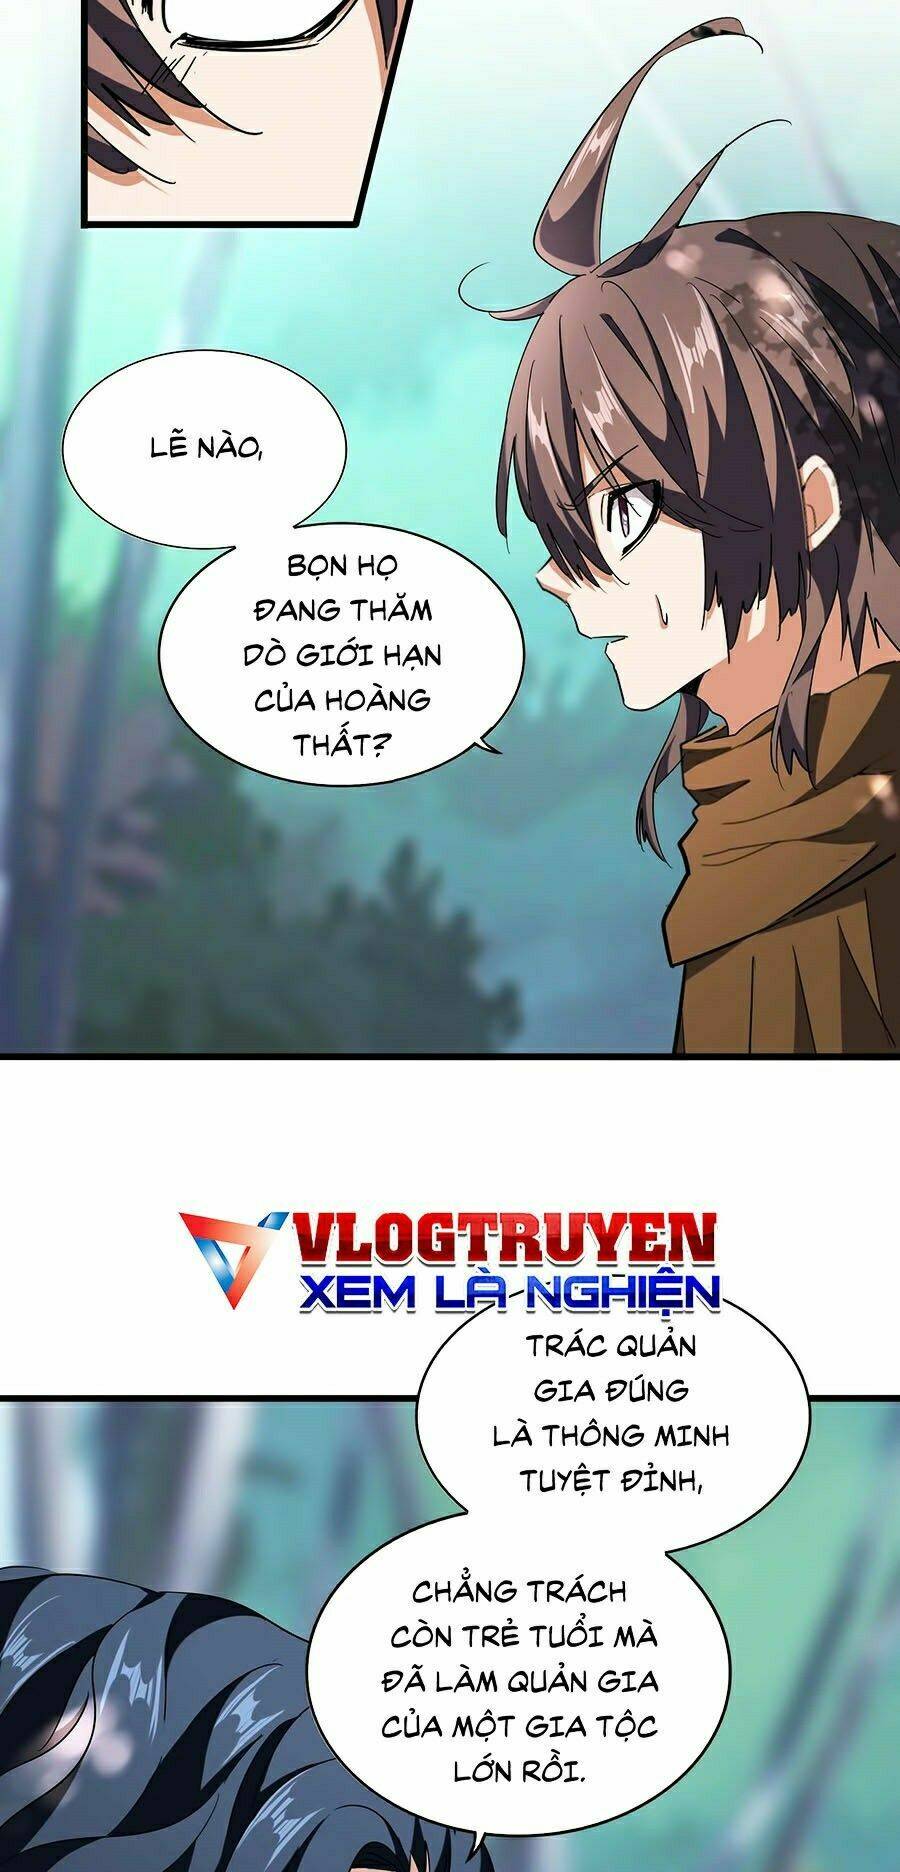 LẼ NÀO,
BỌN HỌ
ĐANG THĂM
DÒ GIỚI HẠN
CỦA HOÀNG
THẤT?
VLOGTRUYEN
XEM LÀ NGHIỆN
TRÁC QUẢN
GIA ĐÚNG
LÀ THÔNG MINH
TUYỆT ĐỈNH,
CHẲNG TRÁCH
CÒN TRẺ TUỔI MÀ
ĐÃ LÀM QUẢN GIA
CỦA MỘT GIA TỘC
LỚN RỒI.